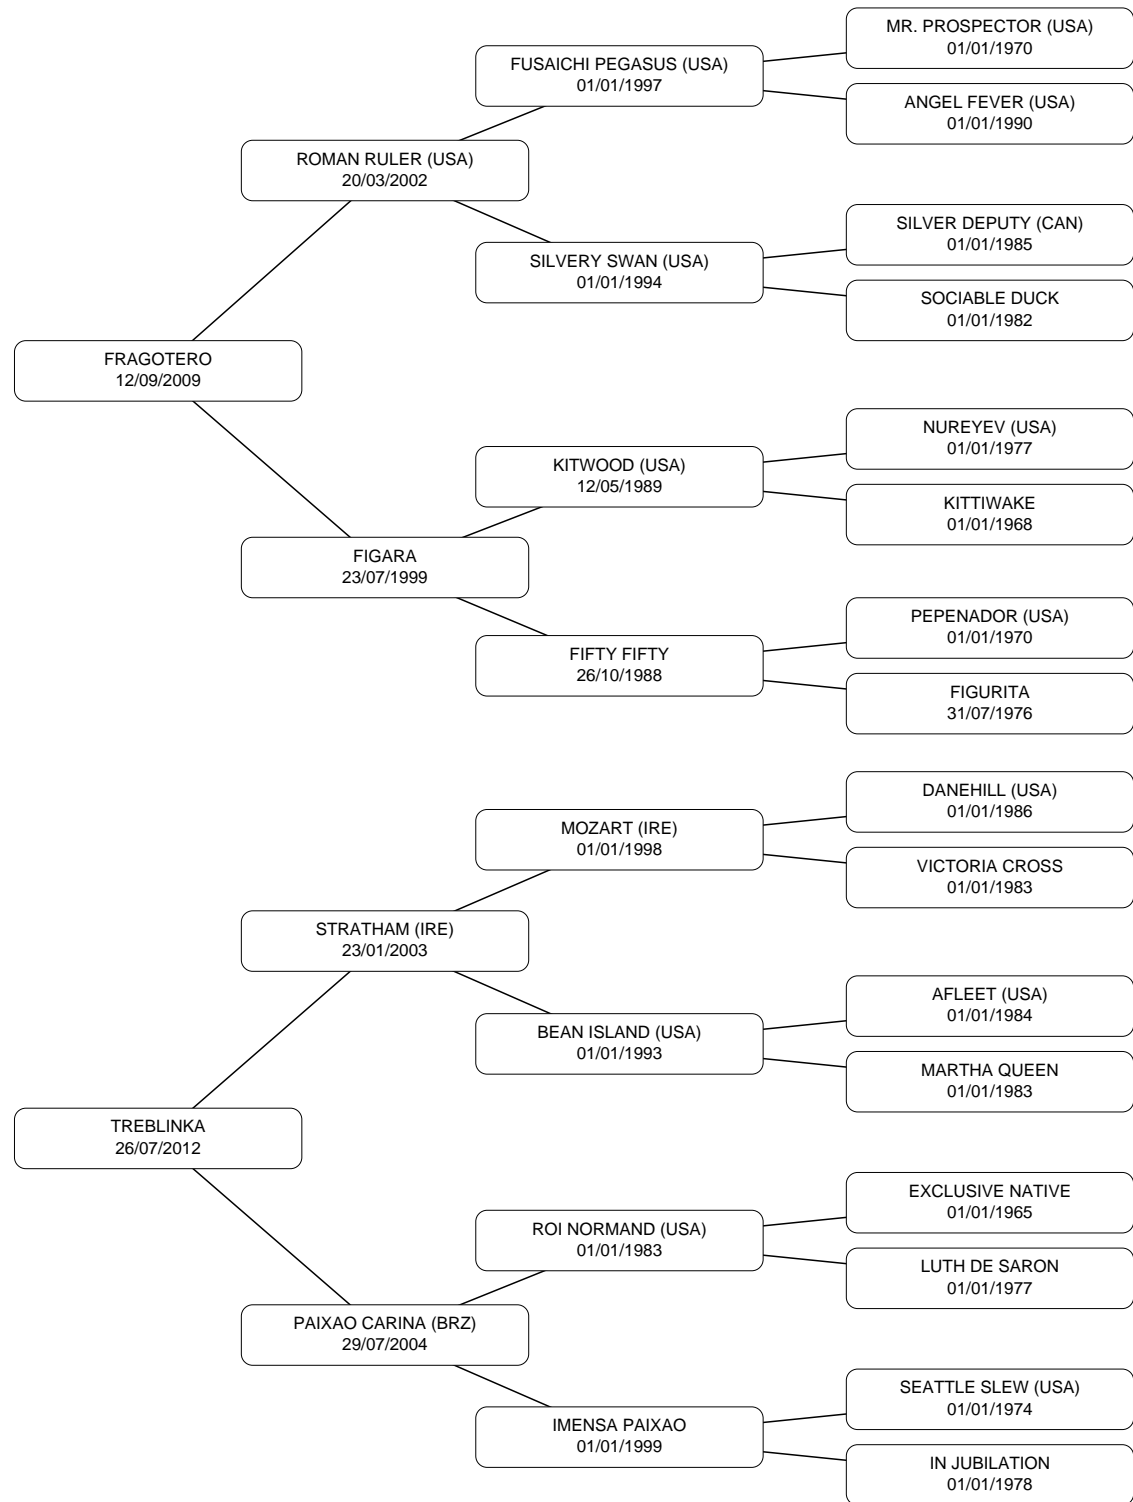 MR. PROSPECTOR (USA)
01/01/1970
FUSAICHI PEGASUS (USA)
01/01/1997
ANGEL FEVER (USA)
01/01/1990
ROMAN RULER (USA)
20/03/2002
SILVER DEPUTY (CAN)
01/01/1985
SILVERY SWAN (USA)
01/01/1994
SOCIABLE DUCK
01/01/1982
FRAGOTERO
12/09/2009
NUREYEV (USA)
01/01/1977
KITWOOD (USA)
12/05/1989
KITTIWAKE
01/01/1968
FIGARA
23/07/1999
PEPENADOR (USA)
01/01/1970
FIFTY FIFTY
26/10/1988
FIGURITA
31/07/1976
DANEHILL (USA)
01/01/1986
MOZART (IRE)
01/01/1998
VICTORIA CROSS
01/01/1983
STRATHAM (IRE)
23/01/2003
AFLEET (USA)
01/01/1984
BEAN ISLAND (USA)
01/01/1993
MARTHA QUEEN
01/01/1983
TREBLINKA
26/07/2012
EXCLUSIVE NATIVE
01/01/1965
ROI NORMAND (USA)
01/01/1983
LUTH DE SARON
01/01/1977
PAIXAO CARINA (BRZ)
29/07/2004
SEATTLE SLEW (USA)
01/01/1974
IMENSA PAIXAO
01/01/1999
IN JUBILATION
01/01/1978